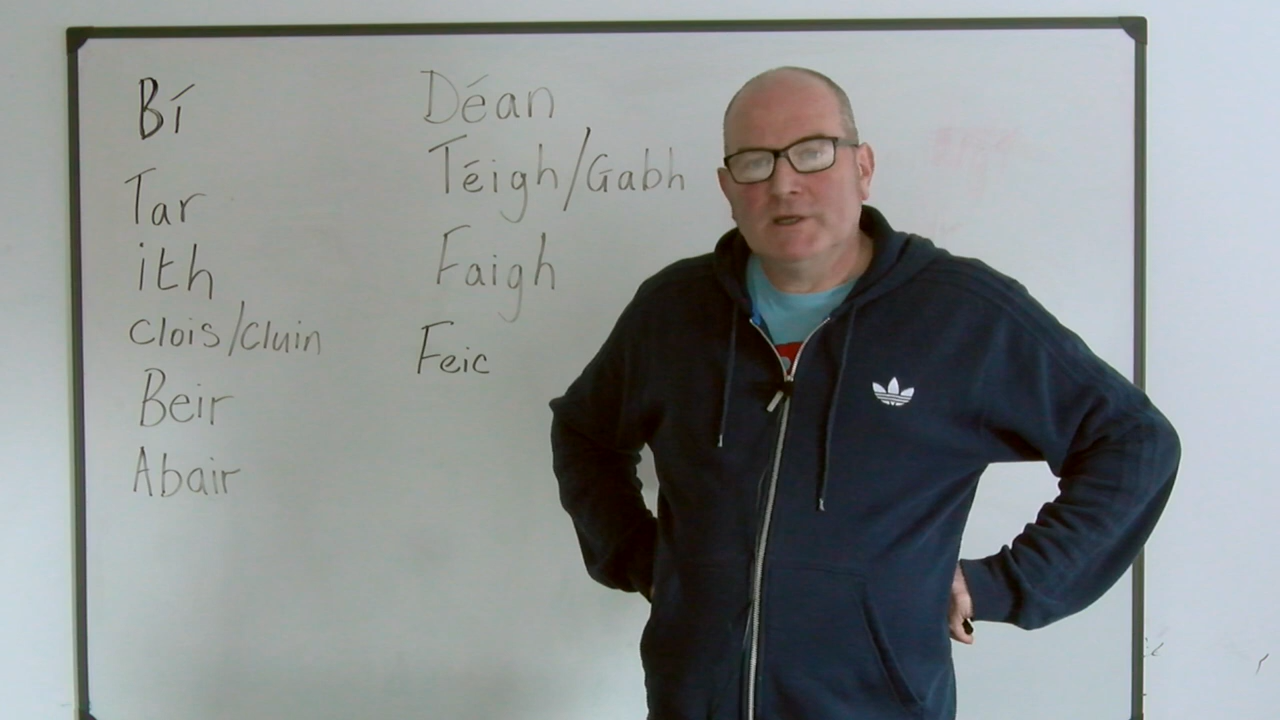 Bí
Tar
ith
Clois/Cluin
Beir
Abair
Déan
Téigh/Gabh
Faigh
Feic